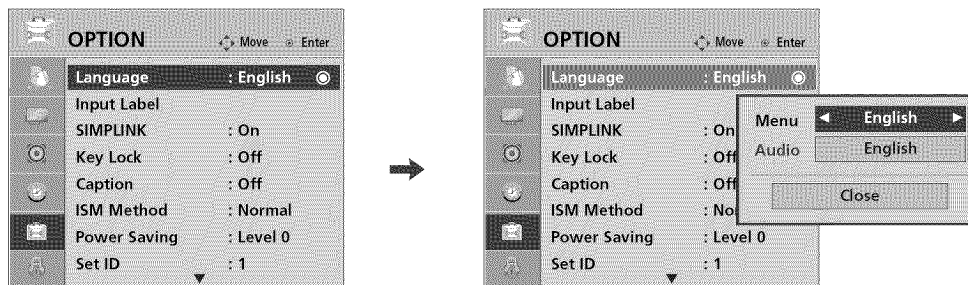 OPTION Move Enter
Language : English
Input Label
SIMPLINK : On
Key Lock : Off
Caption : Off
ISM Method : Normal
Power Saving : Level 0
Set ID : 1
OPTION Move Enter
Language : English
Input Label
SIMPLINK : On
Key Lock : Off
Caption : Off
ISM Method : No
Power Saving : Level 0
Set ID : 1
Menu English
Audio English
Close